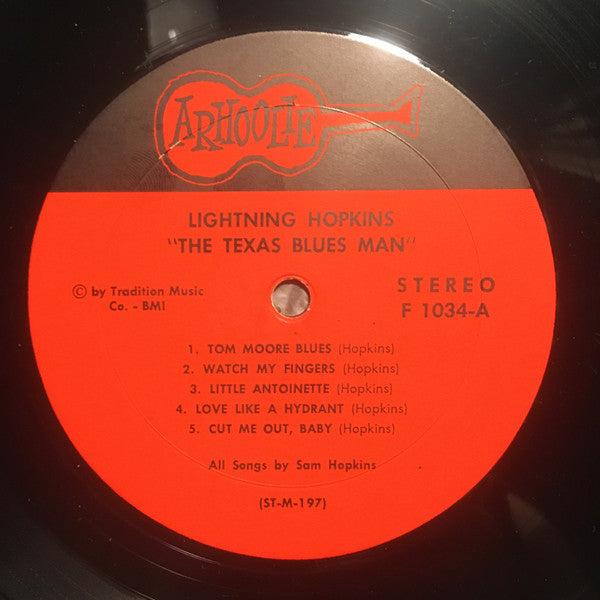 ARHOOLIE
LIGHTNING HOPKINS
"THE TEXAS BLUES MAN"
© by Tradition Music
Co. - BMI
STEREO
F 1034-A
1. TOM MOORE BLUES (Hopkins)
2. WATCH MY FINGERS (Hopkins)
3. LITTLE ANTOINETTE (Hopkins)
4. LOVE LIKE A HYDRANT (Hopkins)
5. CUT ME OUT, BABY (Hopkins)
All Songs by Sam Hopkins
(ST-M-197)